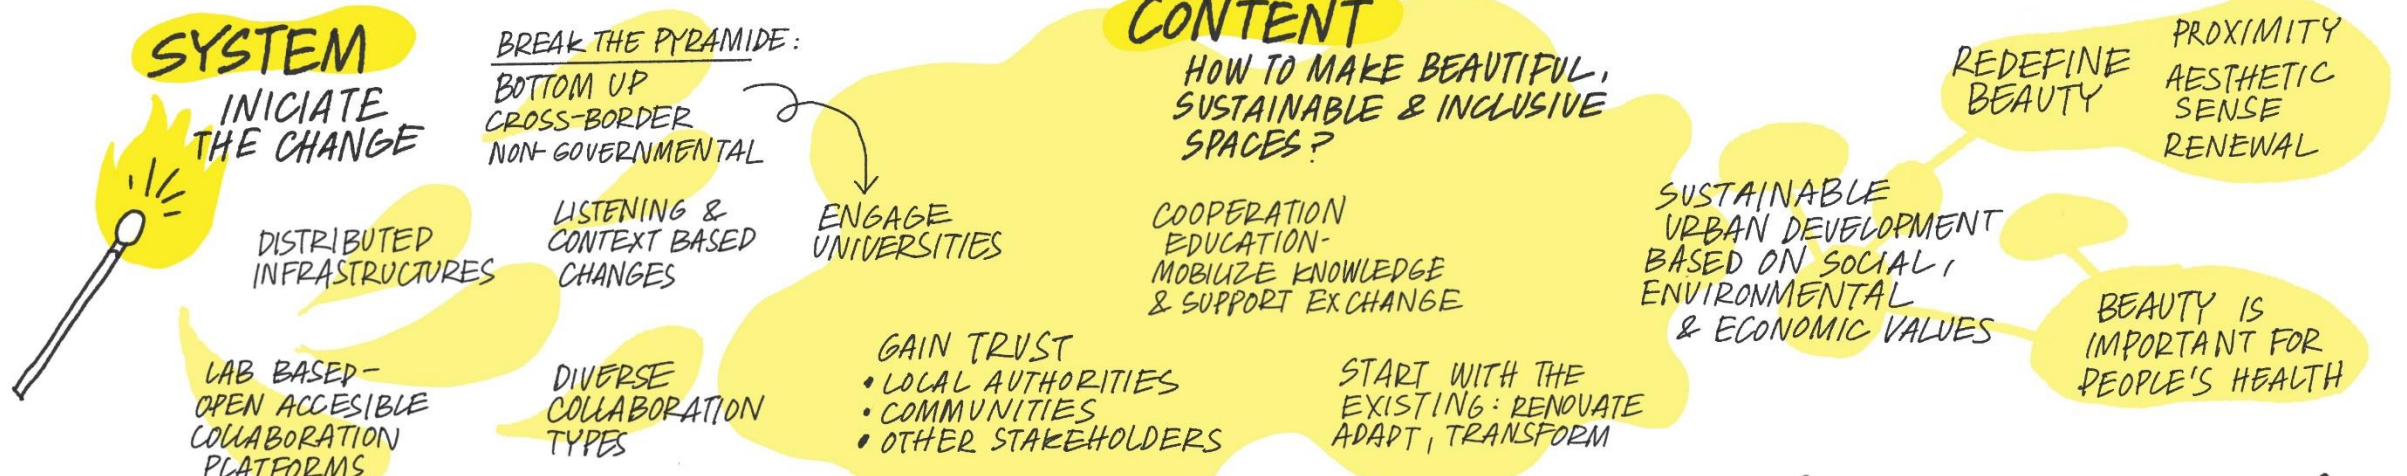 SYSTEM
INICIATE
THE CHANGE
BREAK THE PYRAMIDE:
BOTTOM UP
CROSS-BORDER
NON-GOVERNMENTAL
DISTRIBUTED
INFRASTRUCTURES
LISTENING &
CONTEXT BASED
CHANGES
ENGAGE
UNIVERSITIES
LAB BASED-
OPEN ACCESIBLE
COLLABORATION
PLATFORMS
DIVERSE
COLLABORATION
TYPES
GAIN TRUST
• LOCAL AUTHORITIES
• COMMUNITIES
• OTHER STAKEHOLDERS
CONTENT
HOW TO MAKE BEAUTIFUL,
SUSTAINABLE & INCLUSIVE
SPACES?
COOPERATION
EDUCATION-
MOBILIZE KNOWLEDGE
& SUPPORT EXCHANGE
START WITH THE
EXISTING: RENOVATE
ADAPT, TRANSFORM
SUSTAINABLE
URBAN DEVELOPMENT
BASED ON SOCIAL,
ENVIRONMENTAL
& ECONOMIC VALUES
REDEFINE
BEAUTY
PROXIMITY
AESTHETIC
SENSE
RENEWAL
BEAUTY IS
IMPORTANT FOR
PEOPLE'S HEALTH